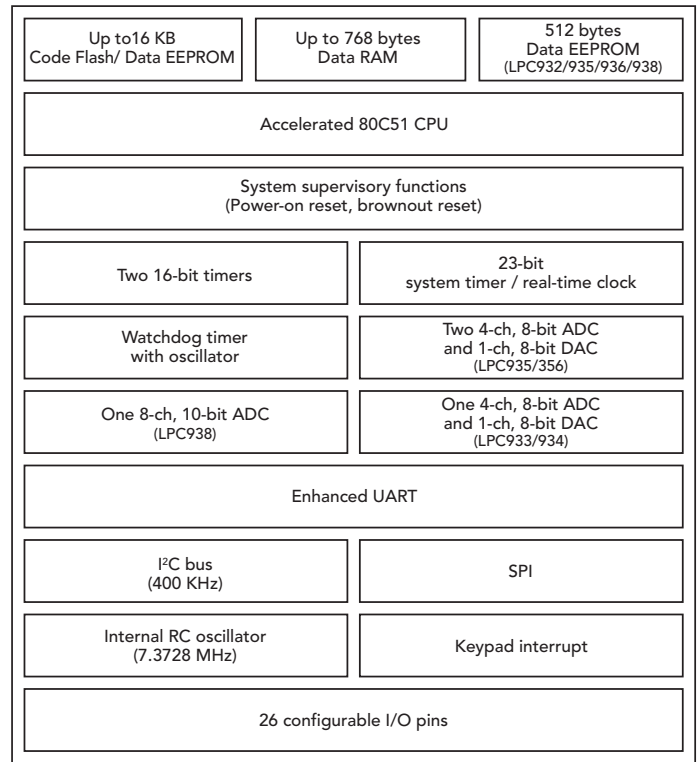 Up to16 KB
Code Flash/ Data EEPROM
Up to 768 bytes
Data RAM
512 bytes
Data EEPROM
(LPC932/935/936/938)
Accelerated 80C51 CPU
System supervisory functions
(Power-on reset, brownout reset)
Two 16-bit timers
23-bit
system timer / real-time clock
Watchdog timer
with oscillator
Two 4-ch, 8-bit ADC
and 1-ch, 8-bit DAC
(LPC935/356)
One 8-ch, 10-bit ADC
(LPC938)
One 4-ch, 8-bit ADC
and 1-ch, 8-bit DAC
(LPC933/934)
Enhanced UART
I²C bus
(400 KHz)
SPI
Internal RC oscillator
(7.3728 MHz)
Keypad interrupt
26 configurable I/O pins